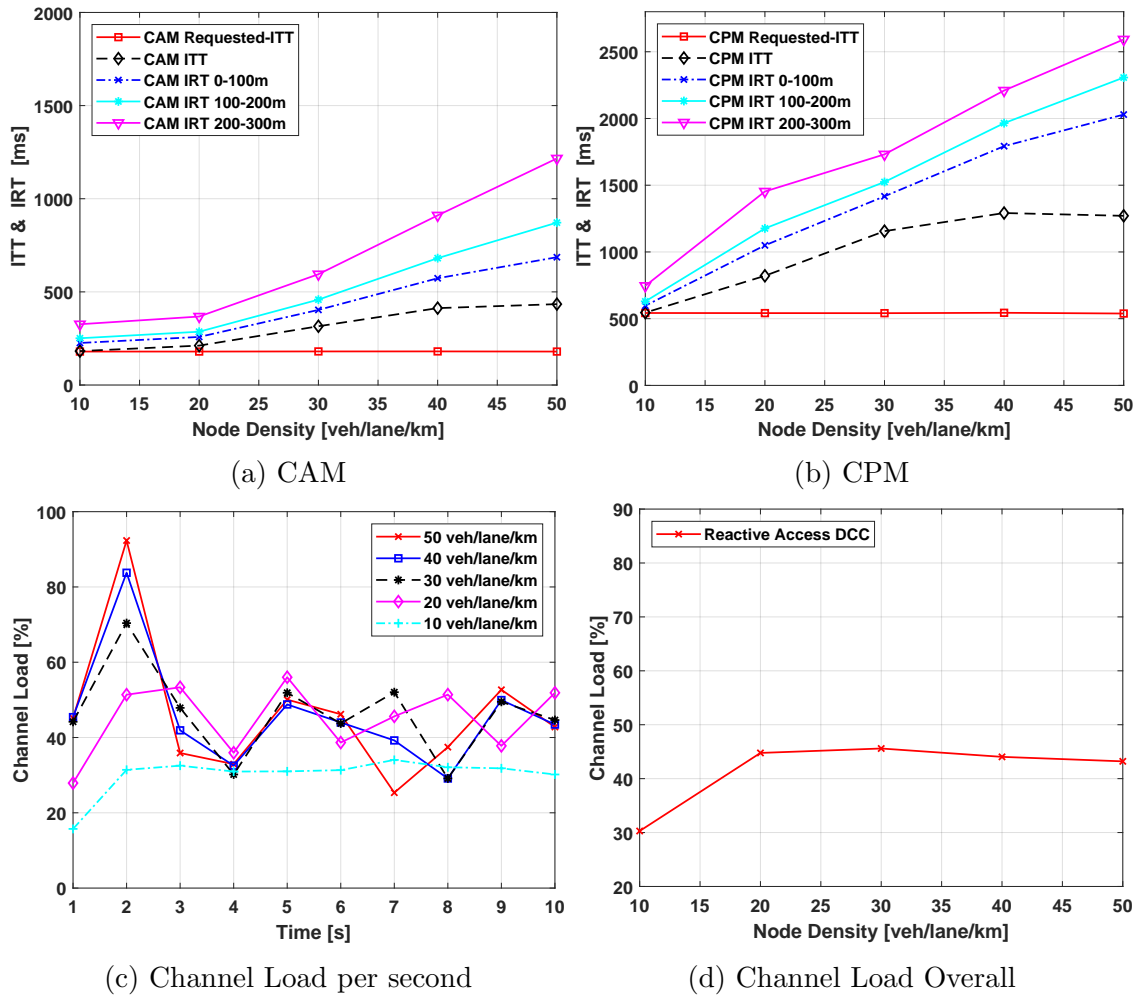 2000
1500
1000
500
0
ITT & IRT [ms]
CAM Requested-ITT
CAM ITT
CAM IRT 0-100m
CAM IRT 100-200m
CAM IRT 200-300m
10 15 20 25 30 35 40 45 50
Node Density [veh/lane/km]
(a) CAM
2500
2000
1500
1000
500
0
ITT & IRT [ms]
CPM Requested-ITT
CPM ITT
CPM IRT 0-100m
CPM IRT 100-200m
CPM IRT 200-300m
10 15 20 25 30 35 40 45 50
Node Density [veh/lane/km]
(b) CPM
100
80
60
40
20
0
Channel Load [%]
50 veh/lane/km
40 veh/lane/km
30 veh/lane/km
20 veh/lane/km
10 veh/lane/km
1 2 3 4 5 6 7 8 9 10
Time [s]
(c) Channel Load per second
90
80
70
60
50
40
30
20
Channel Load [%]
Reactive Access DCC
10 15 20 25 30 35 40 45 50
Node Density [veh/lane/km]
(d) Channel Load Overall